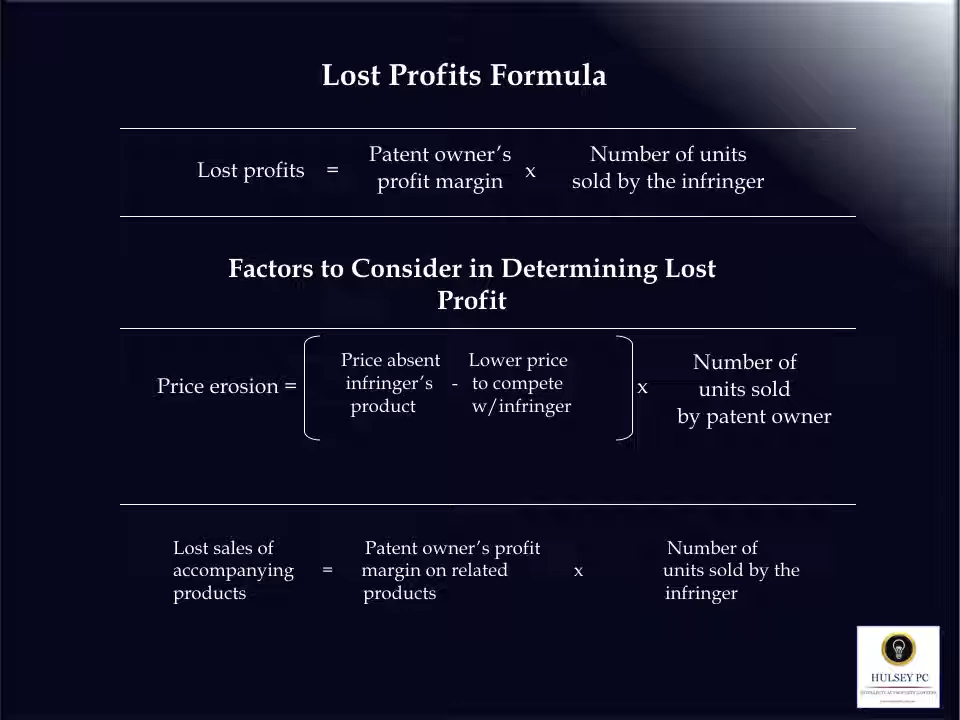 Lost Profits Formula
Lost profits = Patent owner’s profit margin x Number of units sold by the infringer
Factors to Consider in Determining Lost
Profit
Price erosion = Price absent infringer’s product - Lower price to compete w/infringer x Number of units sold by patent owner
Lost sales of accompanying products = Patent owner’s profit margin on related products x Number of units sold by the infringer
HULSEY PC
INTELLECTUAL PROPERTY LAWYERS